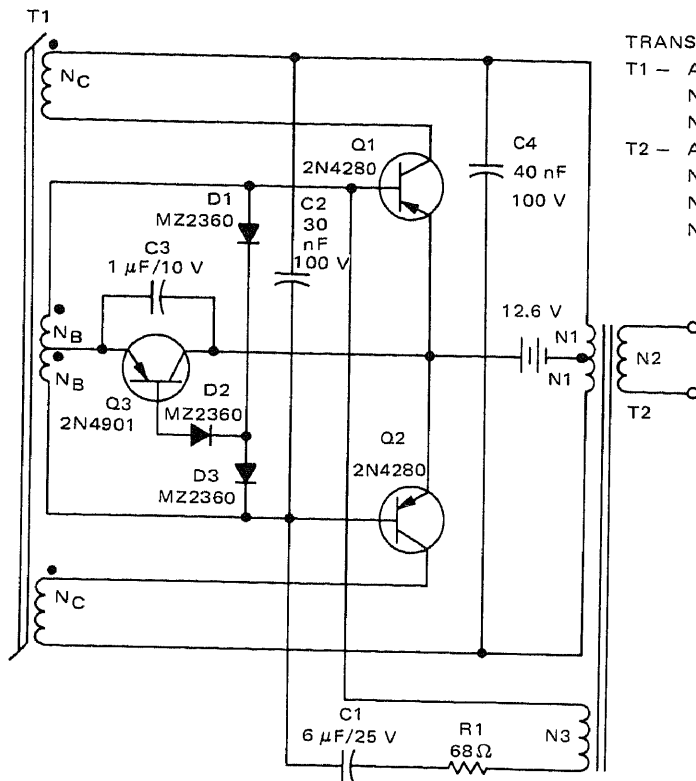 T1
TRANS
T1 – A
N
N
T2 – A
N
N
N
NC
Q1
2N4280
C4
40 nF
100 V
D1
MZ2360
C2
30
nF
100 V
C3
1 µF/10 V
12.6 V
NB
NB
N1
N1
N2
T2
Q3
2N4901
D2
MZ2360
Q2
2N4280
D3
MZ2360
NC
C1
6 µF/25 V
R1
68Ω
N3